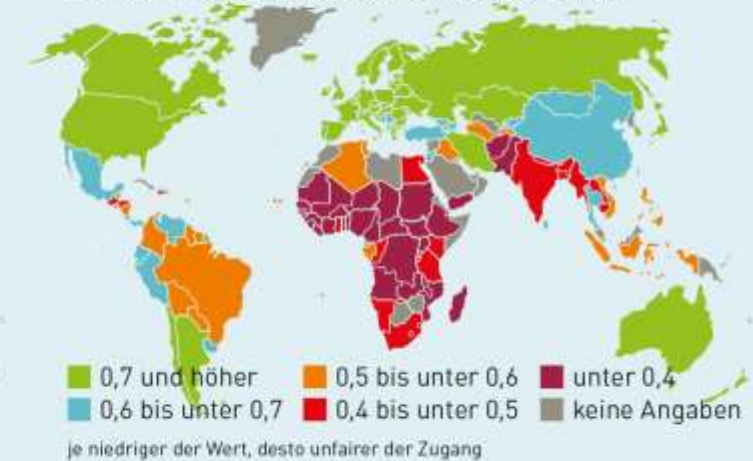 0,7 und höher
0,5 bis unter 0,6
unter 0,4
0,6 bis unter 0,7
0,4 bis unter 0,5
keine Angaben
je niedriger der Wert, desto unfairer der Zugang